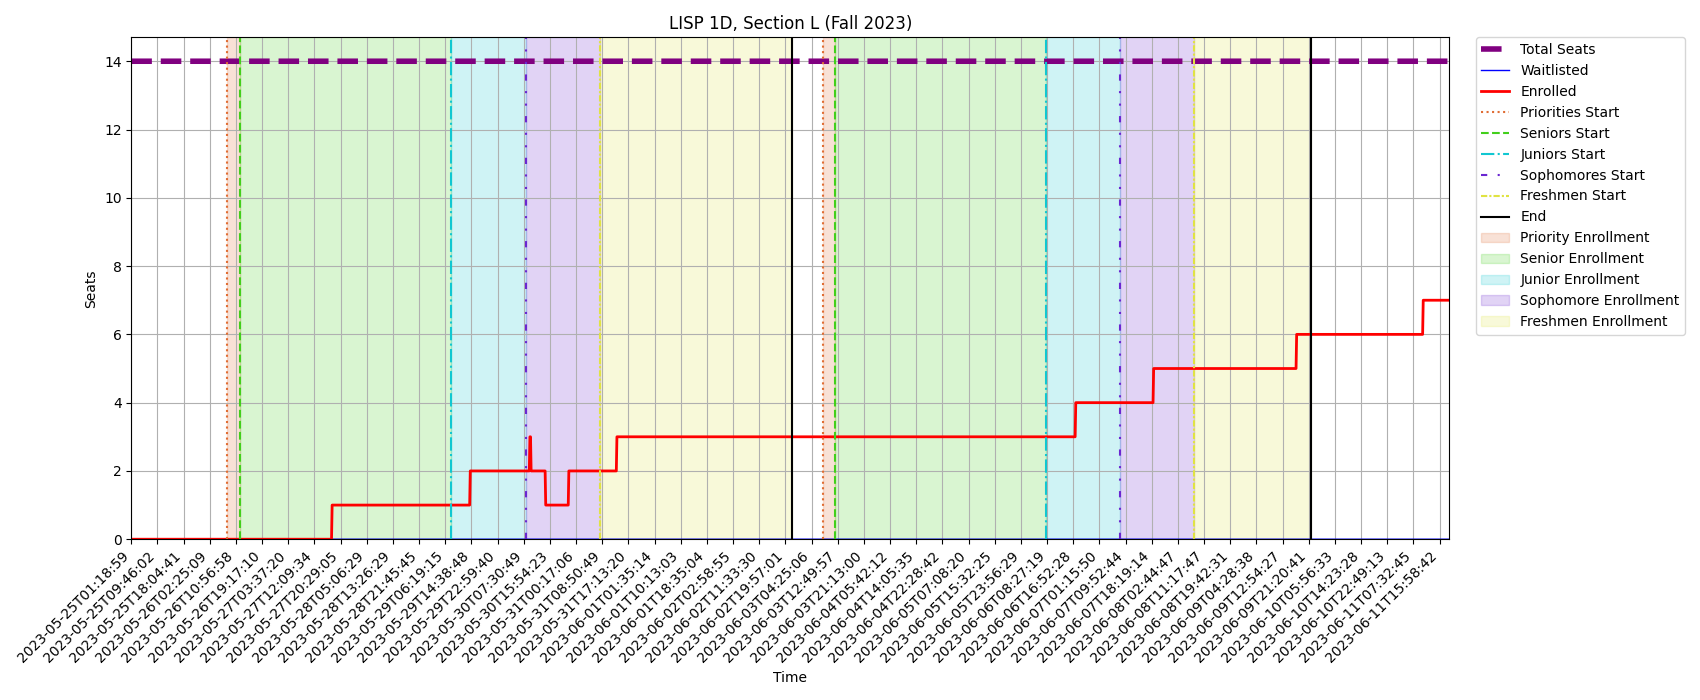 LISP 1D, Section L (Fall 2023)
14
12
10
8
6
4
2
0
Seats
2023-05-25T01:18:59
2023-05-25T09:46:02
2023-05-25T18:04:41
2023-05-26T02:25:09
2023-05-26T10:56:58
2023-05-26T19:17:10
2023-05-27T03:37:20
2023-05-27T12:09:34
2023-05-27T20:29:05
2023-05-28T05:06:29
2023-05-28T13:26:29
2023-05-28T21:45:45
2023-05-29T06:19:15
2023-05-29T14:38:48
2023-05-29T22:59:40
2023-05-30T07:30:49
2023-05-30T15:54:23
2023-05-31T00:17:06
2023-05-31T08:50:49
2023-05-31T17:13:20
2023-06-01T01:35:14
2023-06-01T10:13:03
2023-06-01T18:35:04
2023-06-02T02:58:55
2023-06-02T11:33:30
2023-06-02T19:57:01
2023-06-03T04:25:06
2023-06-03T12:49:57
2023-06-03T21:13:00
2023-06-04T05:42:12
2023-06-04T14:05:35
2023-06-04T22:28:42
2023-06-05T07:08:20
2023-06-05T15:32:25
2023-06-05T23:56:29
2023-06-06T08:27:19
2023-06-06T16:52:28
2023-06-07T01:15:50
2023-06-07T09:52:44
2023-06-07T18:19:14
2023-06-08T02:44:47
2023-06-08T11:17:47
2023-06-08T19:42:31
2023-06-09T04:28:38
2023-06-09T12:54:27
2023-06-09T21:20:41
2023-06-10T05:56:33
2023-06-10T14:23:28
2023-06-10T22:49:13
2023-06-11T07:32:45
2023-06-11T15:58:42
Time
Total Seats
Waitlisted
Enrolled
Priorities Start
Seniors Start
Juniors Start
Sophomores Start
Freshmen Start
End
Priority Enrollment
Senior Enrollment
Junior Enrollment
Sophomore Enrollment
Freshmen Enrollment